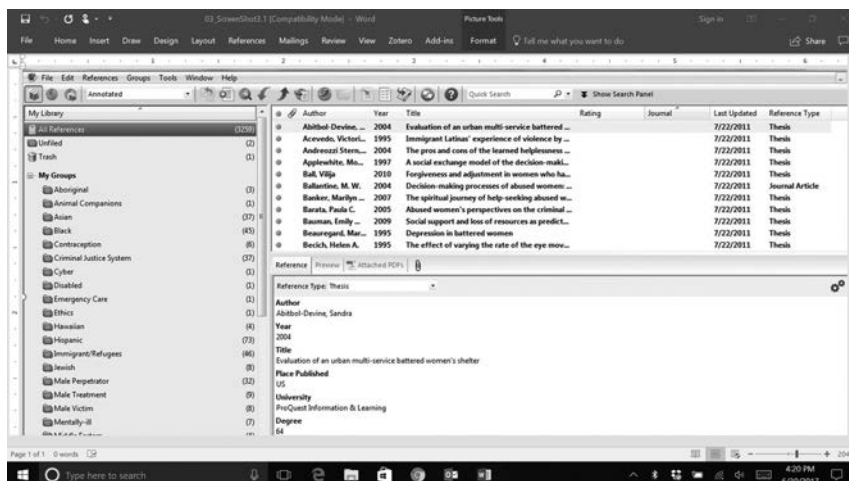 03_ScreenShot3.1 [Compatibility Mode] - Word Picture Tools Sign in
File Home Insert Draw Design Layout References Mailings Review View Zotero Add-ins Format Tell me what you want to do Share
File Edit References Groups Tools Window Help
Annotated Quick Search Show Search Panel
My Library Author Year Title Rating Journal Last Updated Reference Type
All References (3259) Abitbol-Devine, ... 2004 Evaluation of an urban multi-service battered ... 7/22/2011 Thesis
Unfiled (2) Acevedo, Victori... 1995 Immigrant Latinas' experience of violence by ... 7/22/2011 Thesis
Trash (1) Andreozzi Stern,... 2004 The pros and cons of the learned helplessness ... 7/22/2011 Thesis
Applewhite, Mo... 1997 A social exchange model of the decision-maki... 7/22/2011 Thesis
My Groups Ball, Vilija 2010 Forgiveness and adjustment in women who ha... 7/22/2011 Thesis
Aboriginal (3) Ballantine, M. W. 2004 Decision-making processes of abused women: ... 7/22/2011 Journal Article
Animal Companions (1) Banker, Marilyn ... 2007 The spiritual journey of help-seeking abused w... 7/22/2011 Thesis
Asian (37) Barata, Paula C. 2005 Abused women's perspectives on the criminal ... 7/22/2011 Thesis
Black (45) Bauman, Emily ... 2009 Social support and loss of resources as predict... 7/22/2011 Thesis
Contraception (6) Beauregard, Mar... 1995 Depression in battered women 7/22/2011 Thesis
Criminal Justice System (37) Becich, Helen A. 1995 The effect of varying the rate of the eye mov... 7/22/2011 Thesis
Cyber (1) Reference Preview Attached PDFs
Disabled (1) Reference Type: Thesis
Emergency Care (1) Author
Ethics (1) Abitbol-Devine, Sandra
Hawaiian (4) Year
Hispanic (73) 2004
Immigrant/Refugees (46) Title
Jewish (8) Evaluation of an urban multi-service battered women's shelter
Male Perpetrator (32) Place Published
Male Treatment (9) US
Male Victim (8) University
Mentally-ill (7) ProQuest Information & Learning
Degree
64
Page 1 of 1 0 words 204
Type here to search 4:20 PM